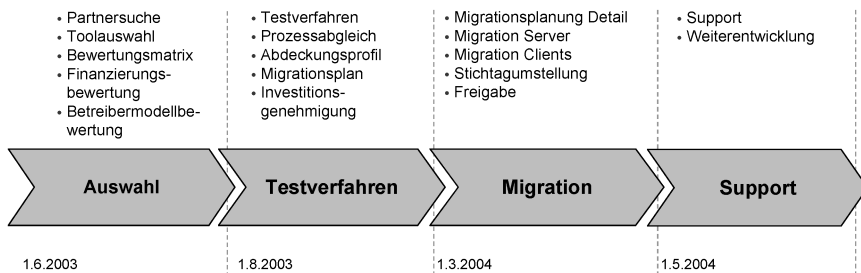 • Partnersuche
• Toolauswahl
• Bewertungsmatrix
• Finanzierungs-
bewertung
• Betreibermodellbe-
wertung
• Testverfahren
• Prozessabgleich
• Abdeckungsprofil
• Migrationsplan
• Investitions-
genehmigung
• Migrationsplanung Detail
• Migration Server
• Migration Clients
• Stichtagumstellung
• Freigabe
• Support
• Weiterentwicklung
Auswahl
Testverfahren
Migration
Support
1.6.2003
1.8.2003
1.3.2004
1.5.2004